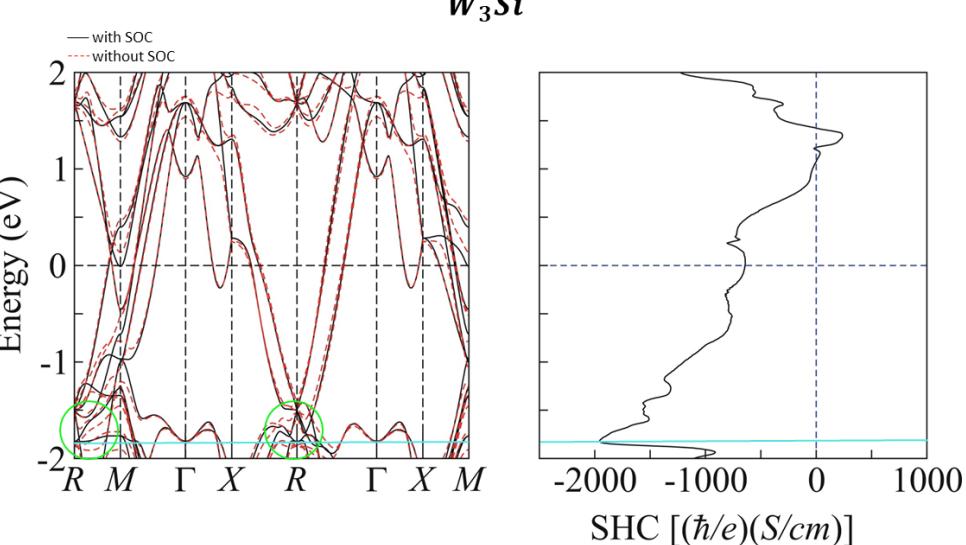 W₃Si
with SOC
without SOC
2
1
0
-1
-2
Energy (eV)
R M Γ X R Γ X M
-2000 -1000 0 1000
SHC [(ħ/e)(S/cm)]